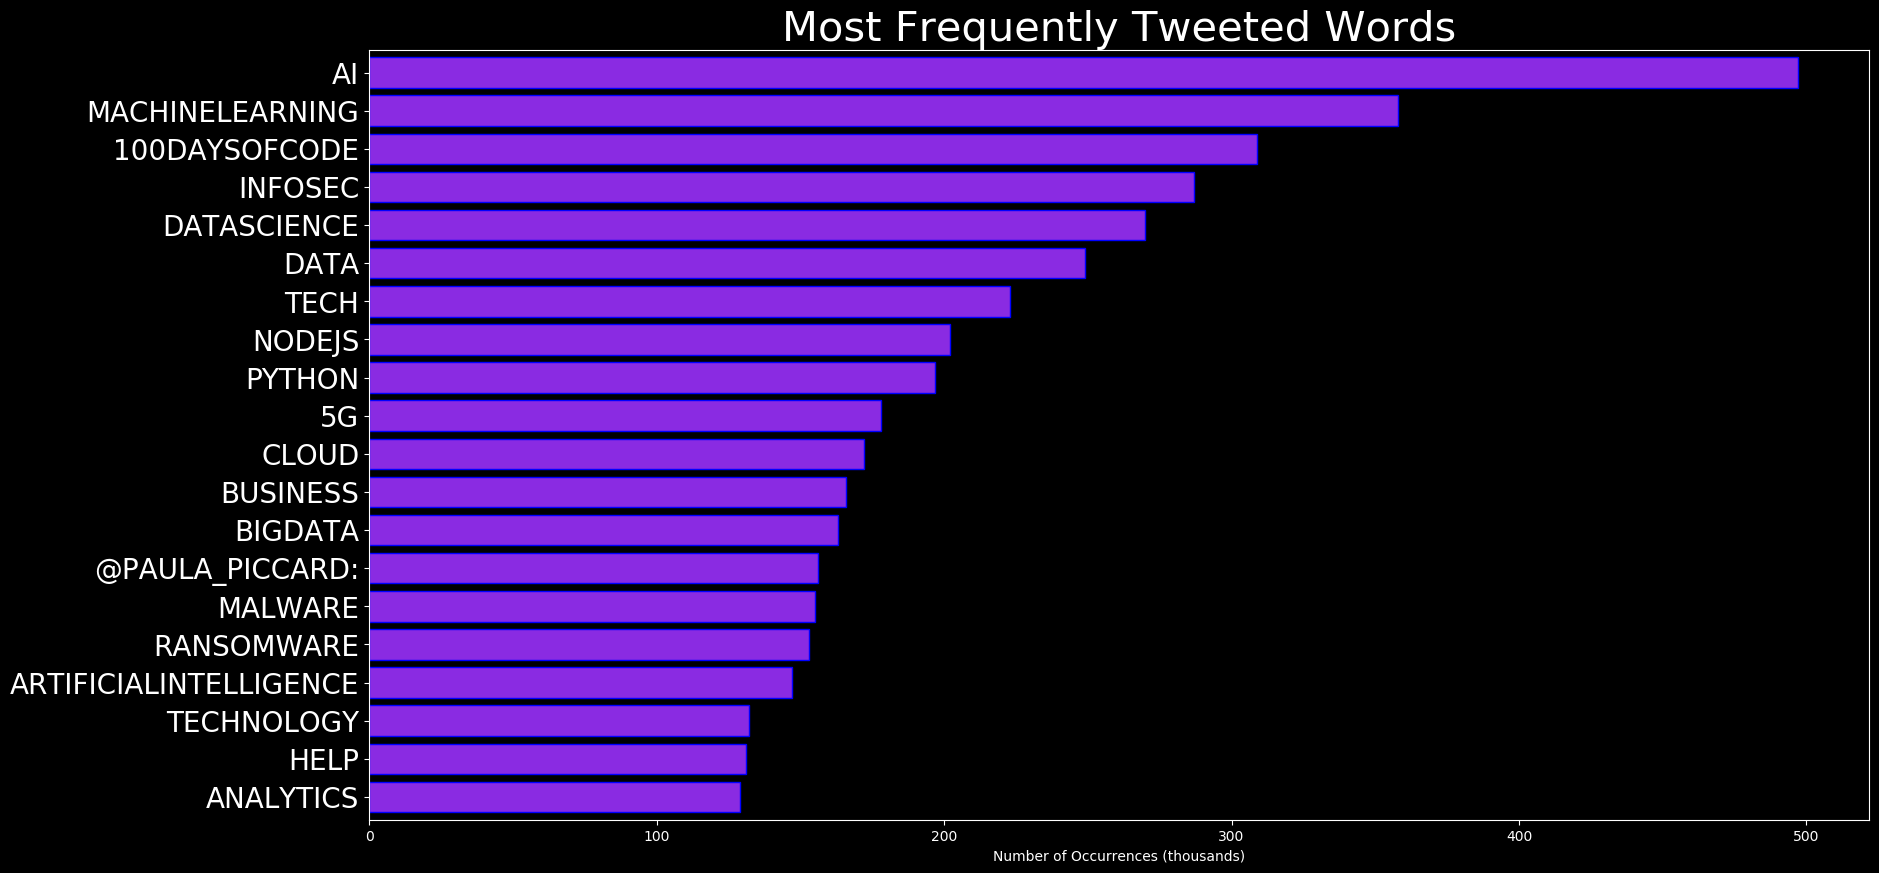 Most Frequently Tweeted Words
AI
MACHINELEARNING
100DAYSOFCODE
INFOSEC
DATASCIENCE
DATA
TECH
NODEJS
PYTHON
5G
CLOUD
BUSINESS
BIGDATA
@PAULA_PICCARD:
MALWARE
RANSOMWARE
ARTIFICIALINTELLIGENCE
TECHNOLOGY
HELP
ANALYTICS
0 100 200 300 400 500
Number of Occurrences (thousands)